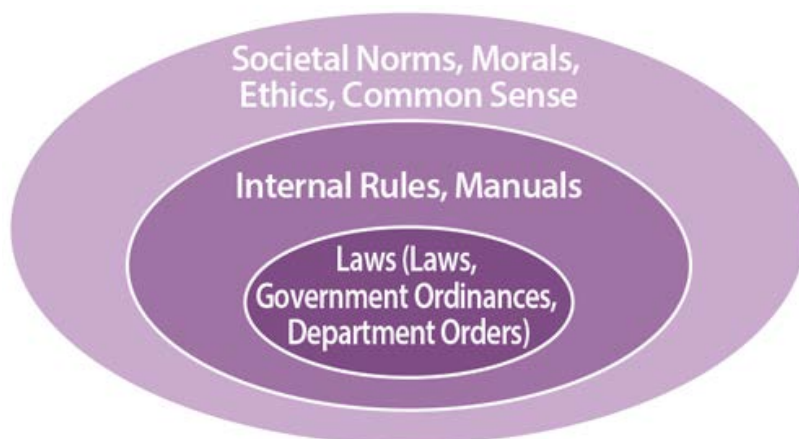 Societal Norms, Morals,
Ethics, Common Sense
Internal Rules, Manuals
Laws (Laws,
Government Ordinances,
Department Orders)